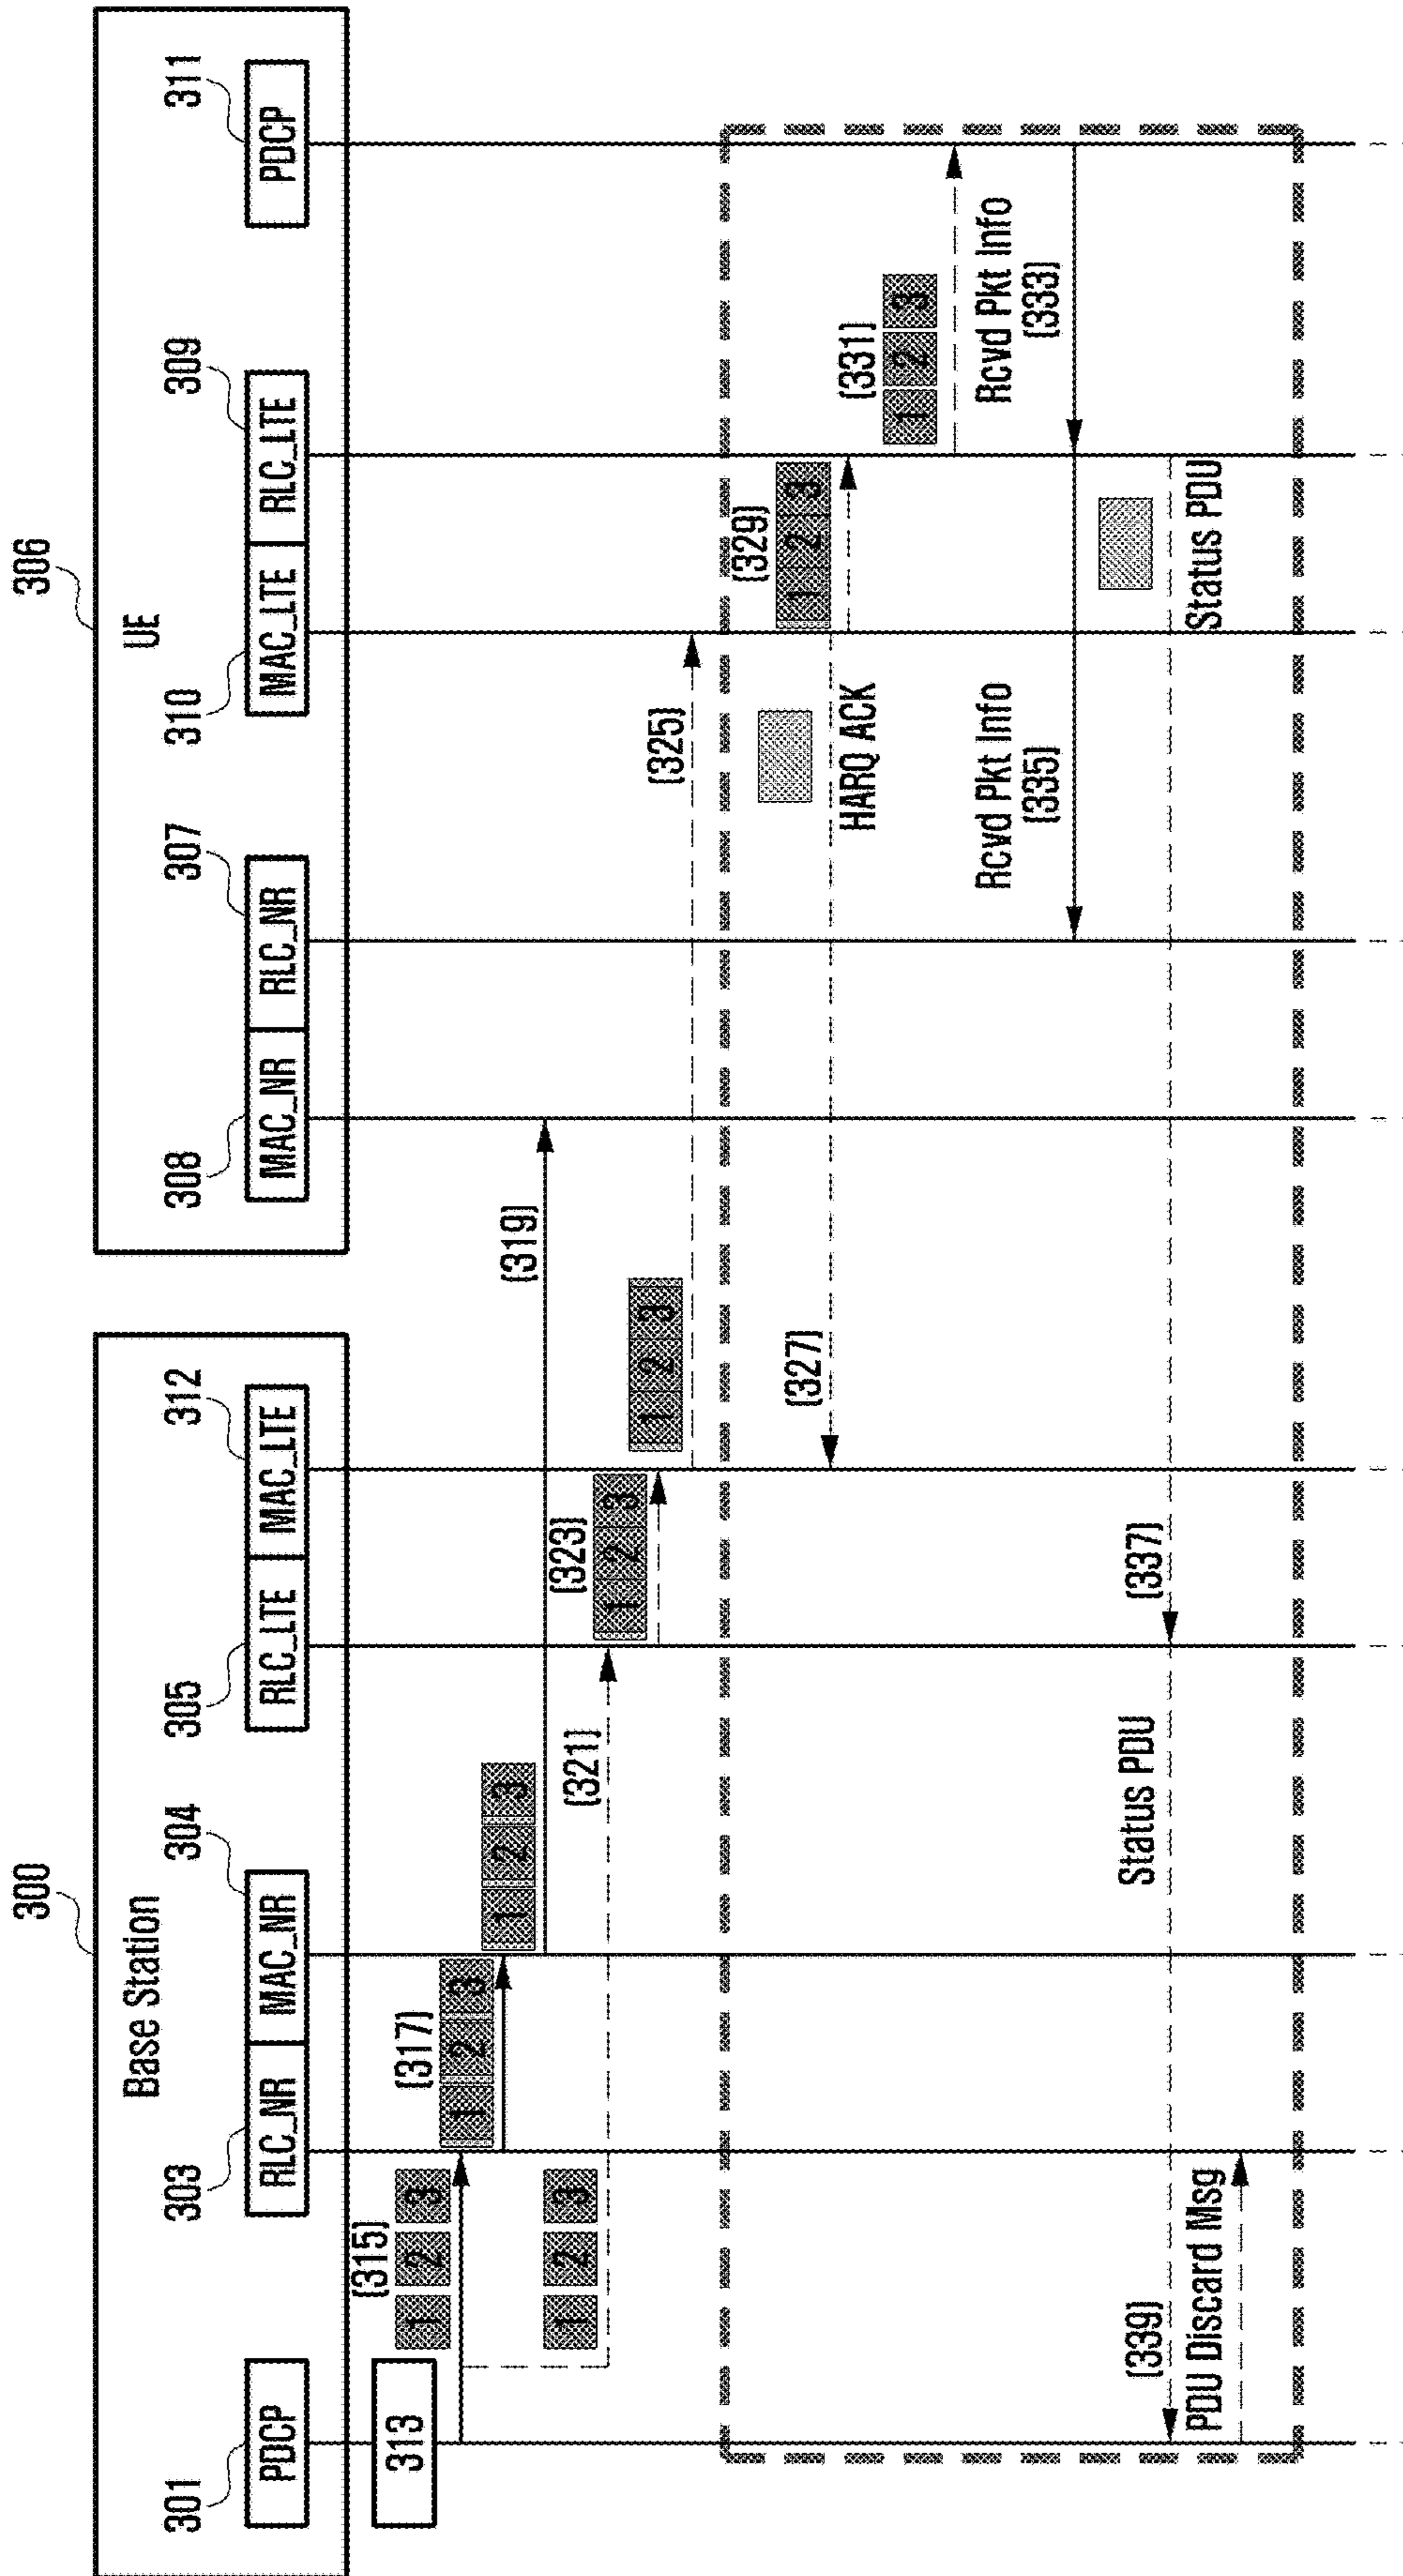 300
306
Base Station
UE
301
303
304
305
312
308
307
310
309
311
PDCP
RLC_NR
MAC_NR
RLC_LTE
MAC_LTE
MAC_NR
RLC_NR
MAC_LTE
RLC_LTE
PDCP
313
(315)
1 2 3
(317)
1 2 3
1 2 3
(319)
1 2 3
(321)
(323)
1 2 3
1 2 3
(325)
HARQ ACK
(327)
(329)
1 2 3
(331)
1 2 3
Rcvd Pkt Info
(333)
Rcvd Pkt Info
(335)
Status PDU
(337)
Status PDU
(339)
PDU Discard Msg